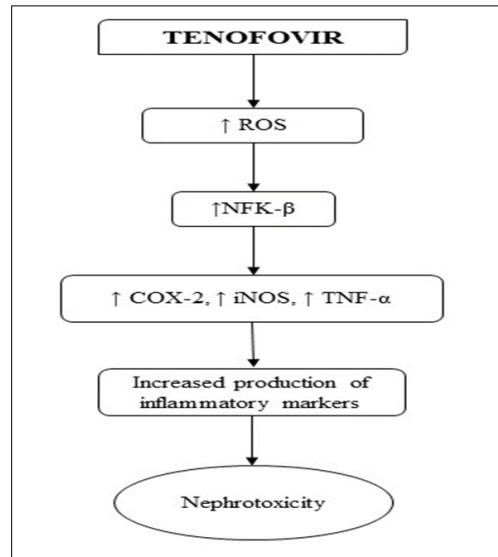 TENOFOVIR
↑ ROS
↑NFK-β
↑ COX-2, ↑ iNOS, ↑ TNF-α
Increased production of
inflammatory markers
Nephrotoxicity